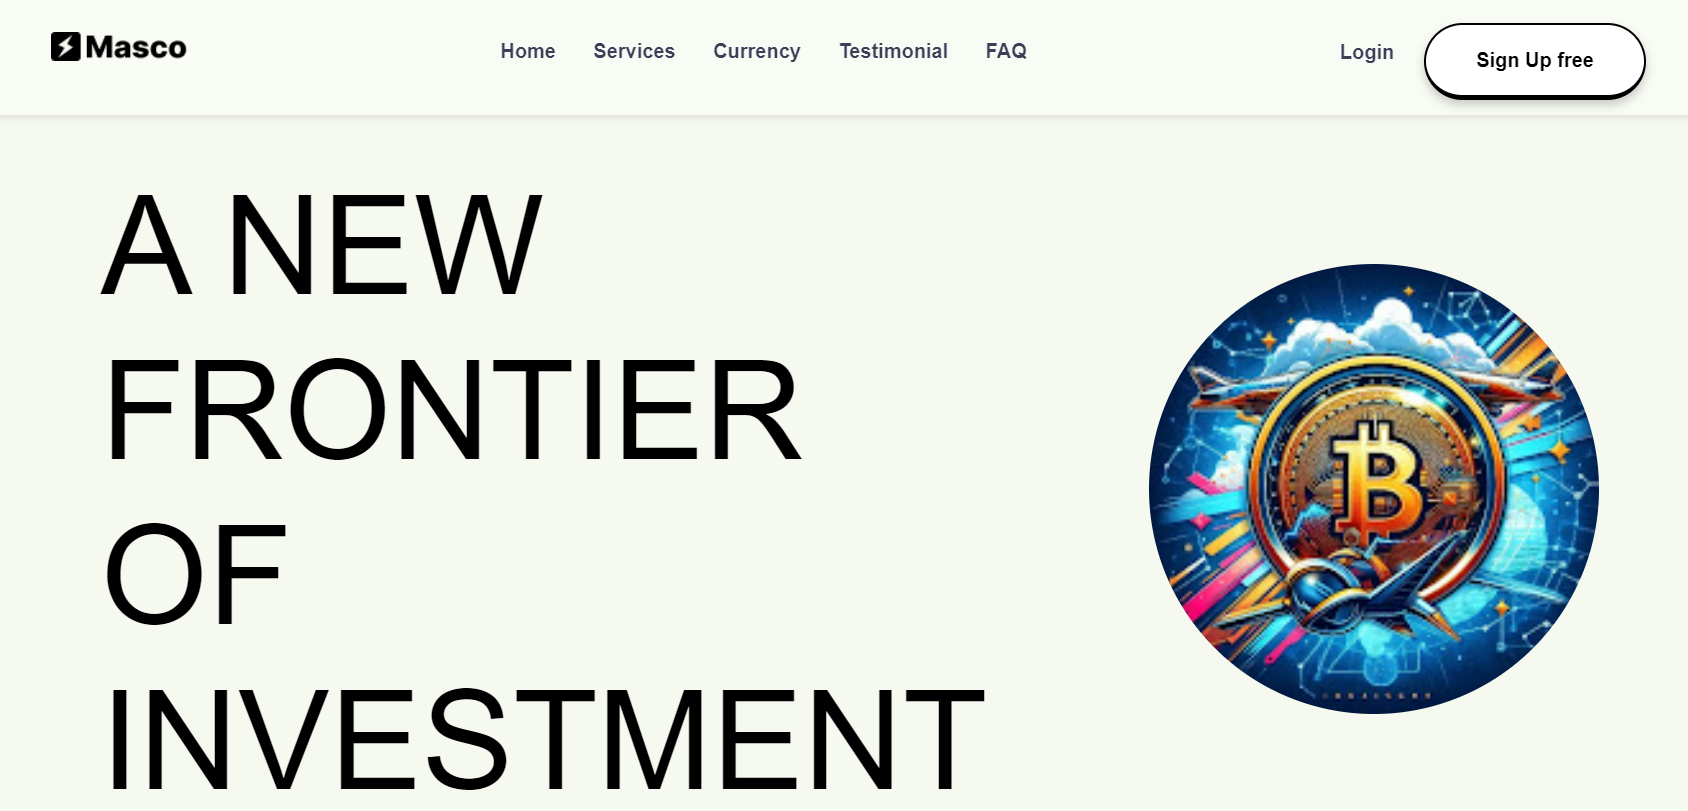 Masco
Home Services Currency Testimonial FAQ
Login
Sign Up free
A NEW
FRONTIER
OF
INVESTMENT